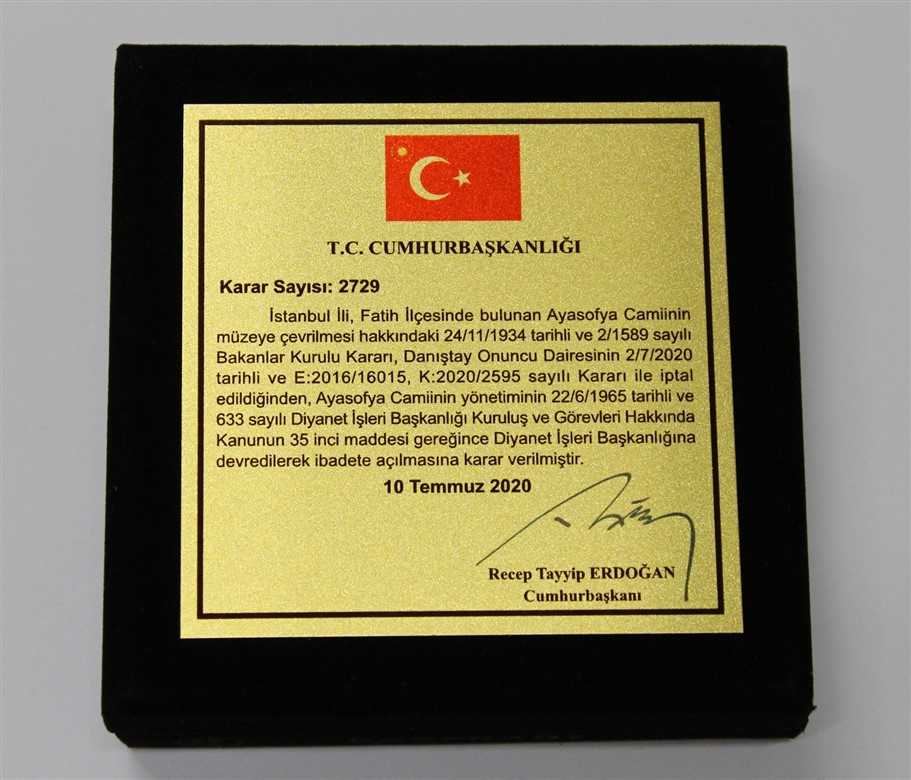 T.C. CUMHURBAŞKANLIĞI
Karar Sayısı: 2729
İstanbul İli, Fatih İlçesinde bulunan Ayasofya Camiinin
müzeye çevrilmesi hakkındaki 24/11/1934 tarihli ve 2/1589 sayılı
Bakanlar Kurulu Kararı, Danıştay Onuncu Dairesinin 2/7/2020
tarihli ve E:2016/16015, K:2020/2595 sayılı Kararı ile iptal
edildiğinden, Ayasofya Camiinin yönetiminin 22/6/1965 tarihli ve
633 sayılı Diyanet İşleri Başkanlığı Kuruluş ve Görevleri Hakkında
Kanunun 35 inci maddesi gereğince Diyanet İşleri Başkanlığına
devredilerek ibadete açılmasına karar verilmiştir.
10 Temmuz 2020
Recep Tayyip ERDOĞAN
Cumhurbaşkanı